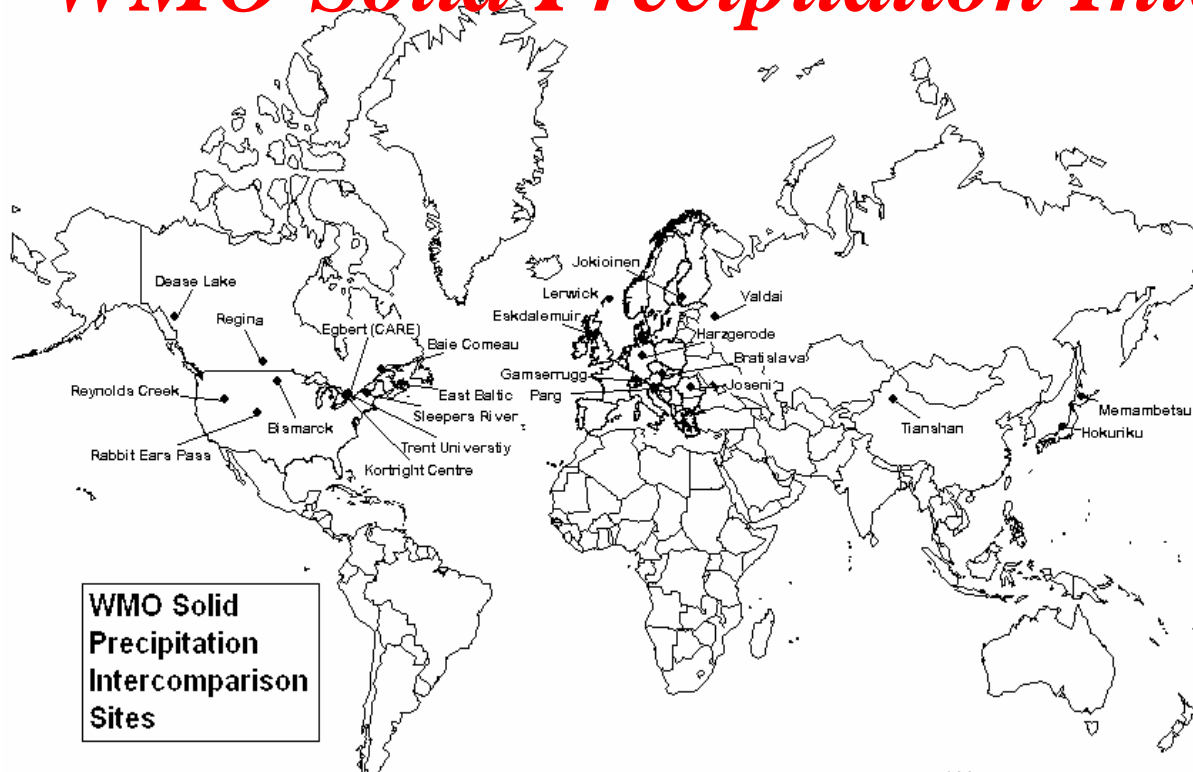 WMO Solid Precipitation Inte
Jokioinen
Dease Lake
Lerwick
Valdai
Regina
Eskdalemuir
Egbert (CARE)
Harzgerode
Baie Comeau
Bratislava
Gamserrugg
Reynolds Creek
East Baltic
Parg
Joseni
Memambetsu
Sleepers River
Bismarck
Tianshan
Hokuriku
Trent Universtiy
Rabbit Ears Pass
Kortright Centre
WMO Solid
Precipitation
Intercomparison
Sites